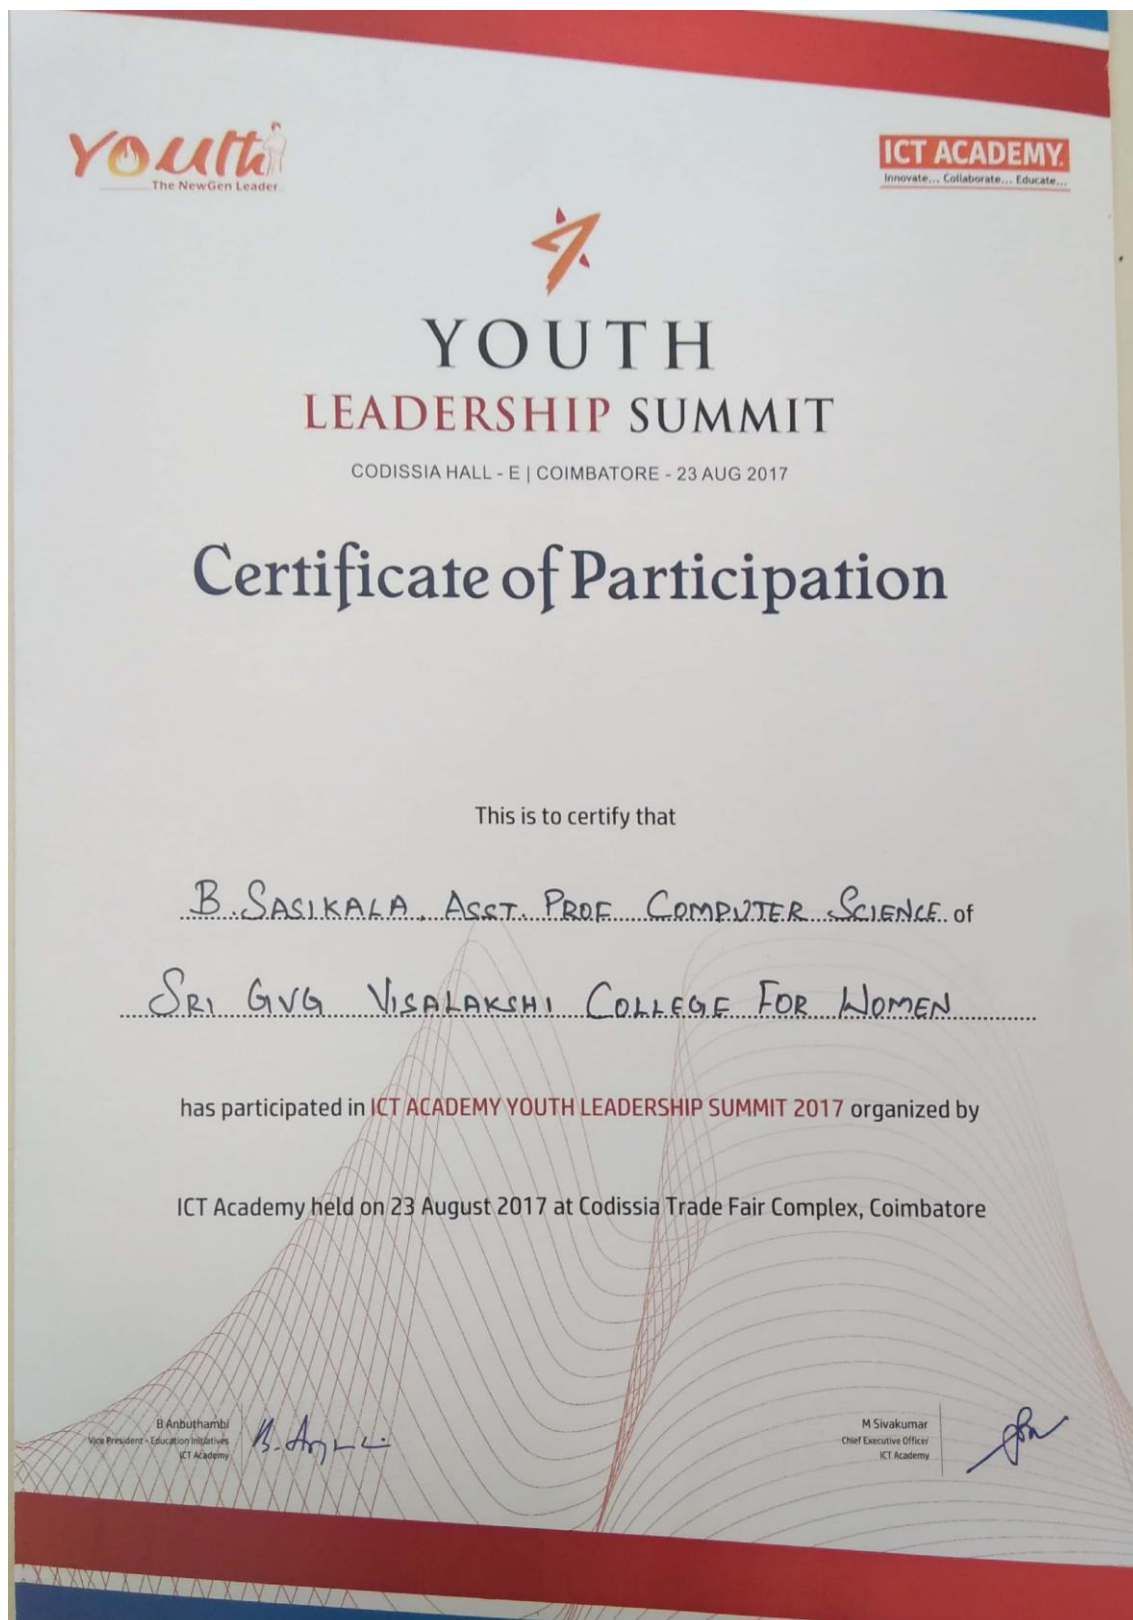 Youth
The NewGen Leader
ICT ACADEMY
Innovate... Collaborate... Educate...
YOUTH
LEADERSHIP SUMMIT
CODISSIA HALL - E | COIMBATORE - 23 AUG 2017
Certificate of Participation
This is to certify that
B. SASIKALA, ASST. PROF COMPUTER SCIENCE of
SRI GVG VISALAKSHI COLLEGE FOR WOMEN
has participated in ICT ACADEMY YOUTH LEADERSHIP SUMMIT 2017 organized by
ICT Academy held on 23 August 2017 at Codissia Trade Fair Complex, Coimbatore
B Anbuthambi
Vice President - Education Initiatives
ICT Academy
M Sivakumar
Chief Executive Officer
ICT Academy